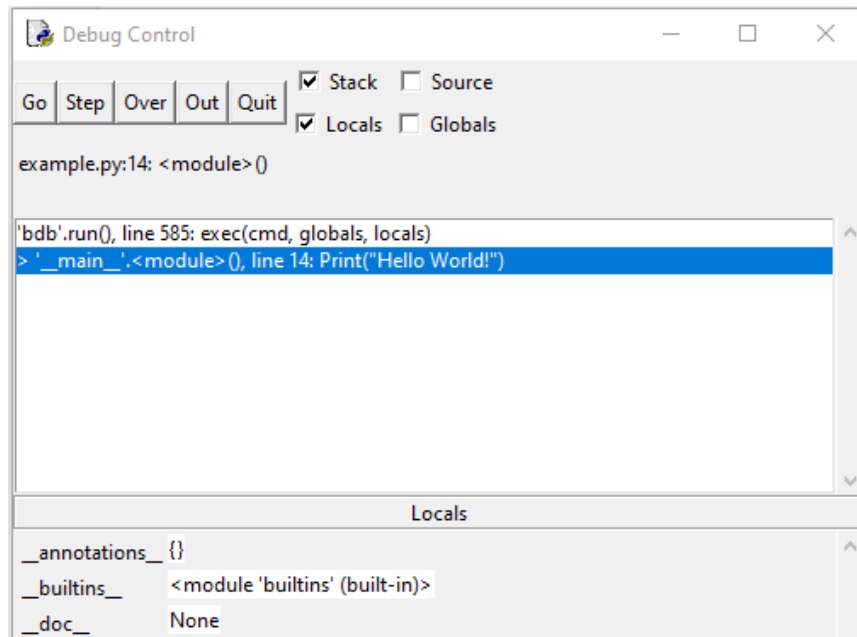 Debug Control
Go Step Over Out Quit Stack Source
Locals Globals
example.py:14: <module>()
'bdb'.run(), line 585: exec(cmd, globals, locals)
> '__main__'.<module>(), line 14: Print("Hello World!")
Locals
__annotations__ {}
__builtins__ <module 'builtins' (built-in)>
__doc__ None